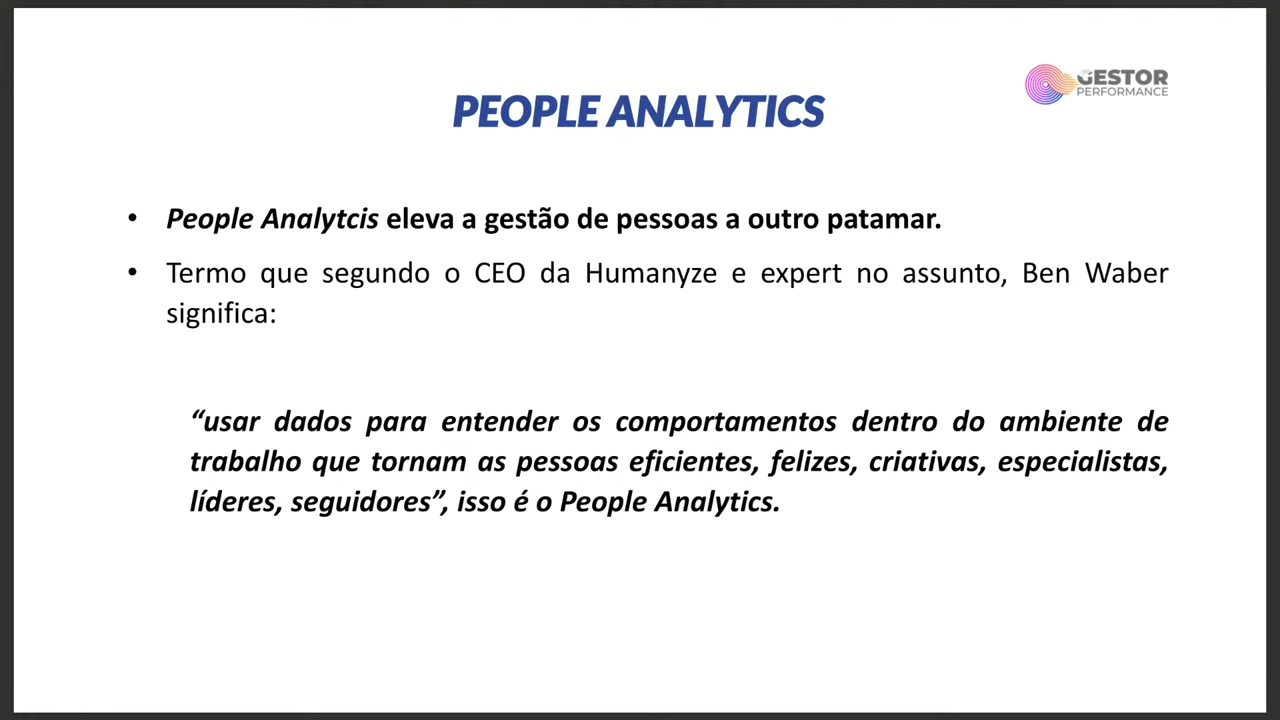 GESTOR
PERFORMANCE
PEOPLE ANALYTICS
• People Analytcis eleva a gestão de pessoas a outro patamar.
• Termo que segundo o CEO da Humanyze e expert no assunto, Ben Waber
significa:
“usar dados para entender os comportamentos dentro do ambiente de
trabalho que tornam as pessoas eficientes, felizes, criativas, especialistas,
líderes, seguidores”, isso é o People Analytics.